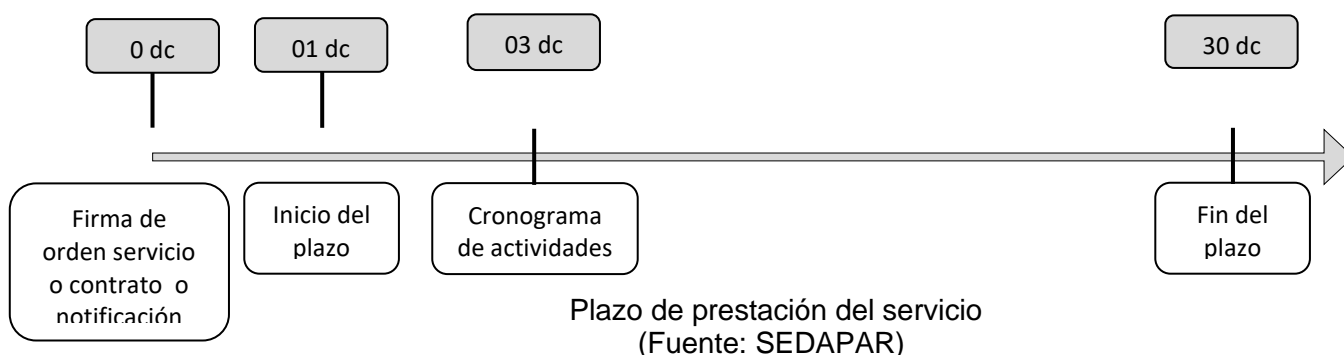 0 dc
01 dc
03 dc
30 dc
Firma de
orden servicio
o contrato o
notificación
Inicio del
plazo
Cronograma
de actividades
Fin del
plazo
Plazo de prestación del servicio
(Fuente: SEDAPAR)